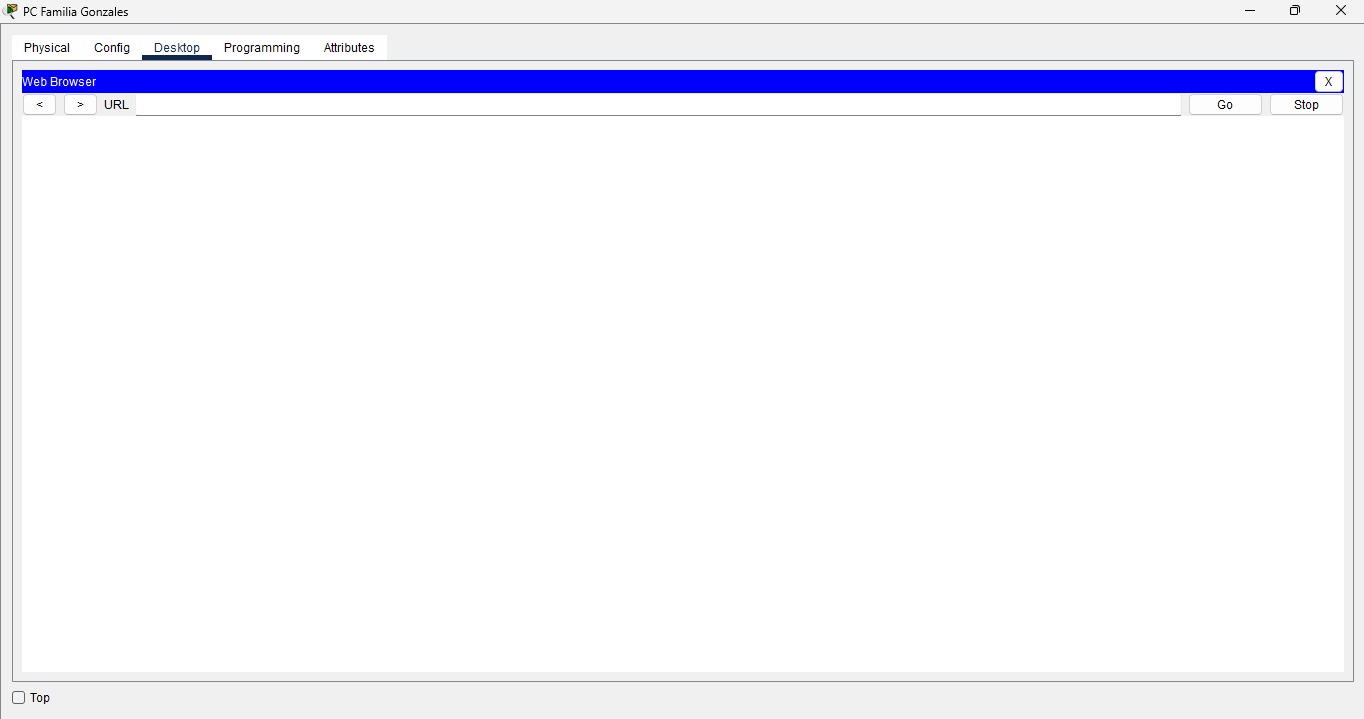 PC Familia Gonzales
Physical Config Desktop Programming Attributes
Web Browser X
< > URL Go Stop
Top